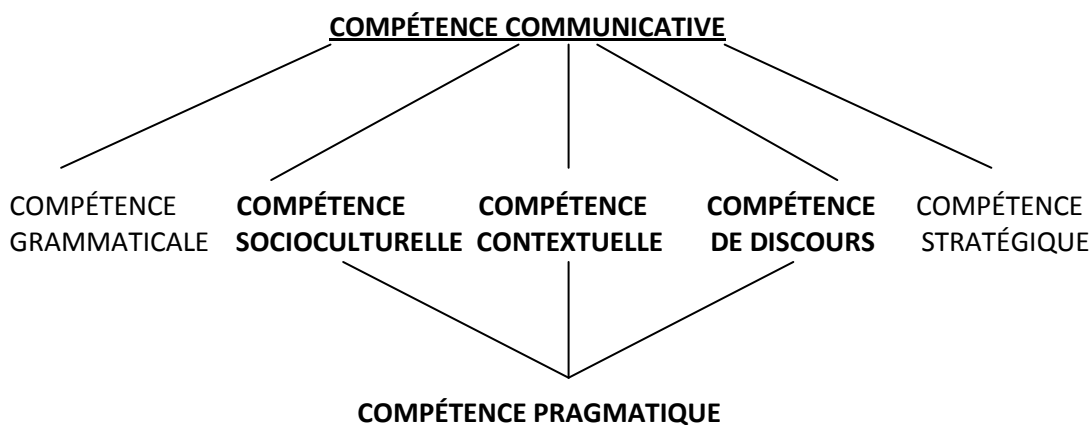 COMPÉTENCE COMMUNICATIVE
COMPÉTENCE COMPÉTENCE COMPÉTENCE COMPÉTENCE COMPÉTENCE
GRAMMATICALE SOCIOCULTURELLE CONTEXTUELLE DE DISCOURS STRATÉGIQUE
COMPÉTENCE PRAGMATIQUE